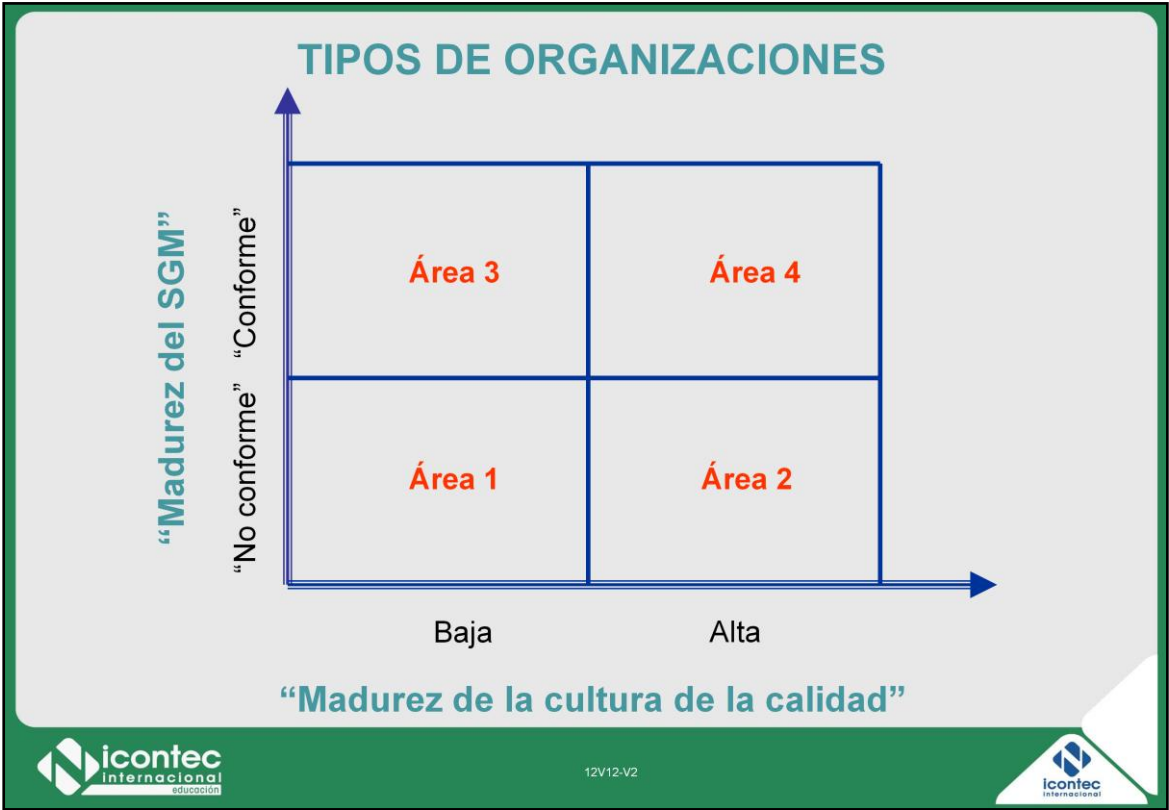 TIPOS DE ORGANIZACIONES
“Madurez del SGM”
“Conforme”
“No conforme”
Área 3
Área 4
Área 1
Área 2
Baja
Alta
“Madurez de la cultura de la calidad”
icontec
internacional
educación
12V12-V2
icontec
internacional